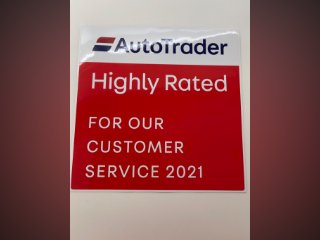 AutoTrader
Highly Rated
FOR OUR
CUSTOMER
SERVICE 2021